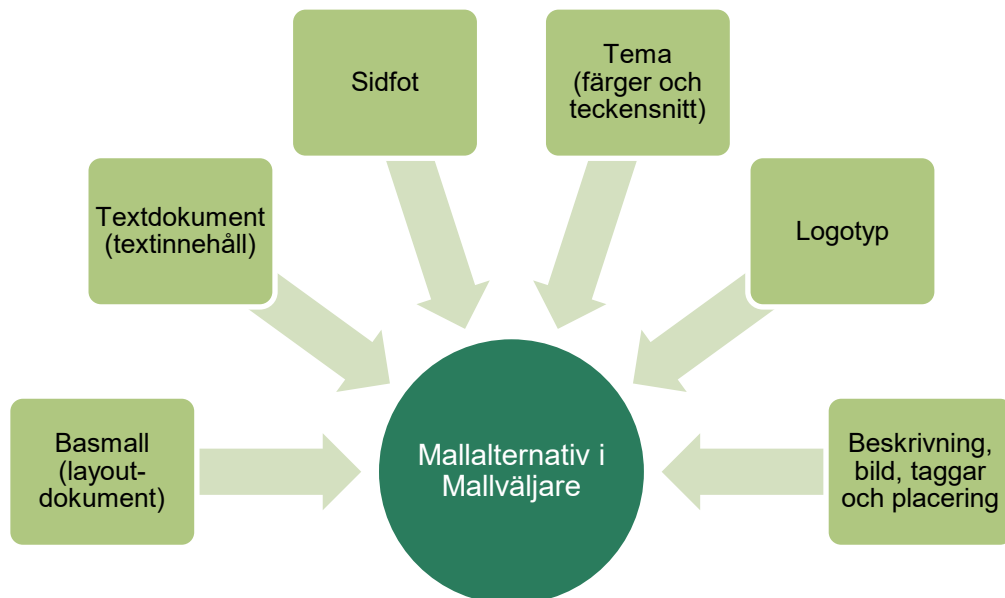 Sidfot
Tema
(färger och
teckensnitt)
Textdokument
(textinnehåll)
Logotyp
Basmall
(layout-
dokument)
Mallalternativ i
Mallväljare
Beskrivning,
bild, taggar
och placering